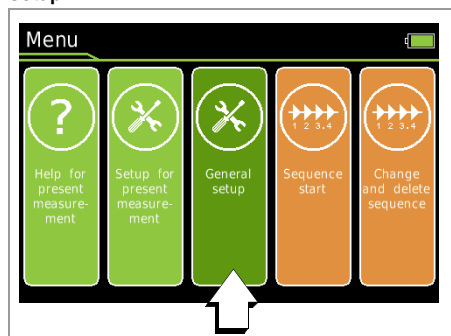 Menu
?
Help for
present
measure-
ment
Setup for
present
measure-
ment
General
setup
1 2 3.4
Sequence
start
1 2 3.4
Change
and delete
sequence